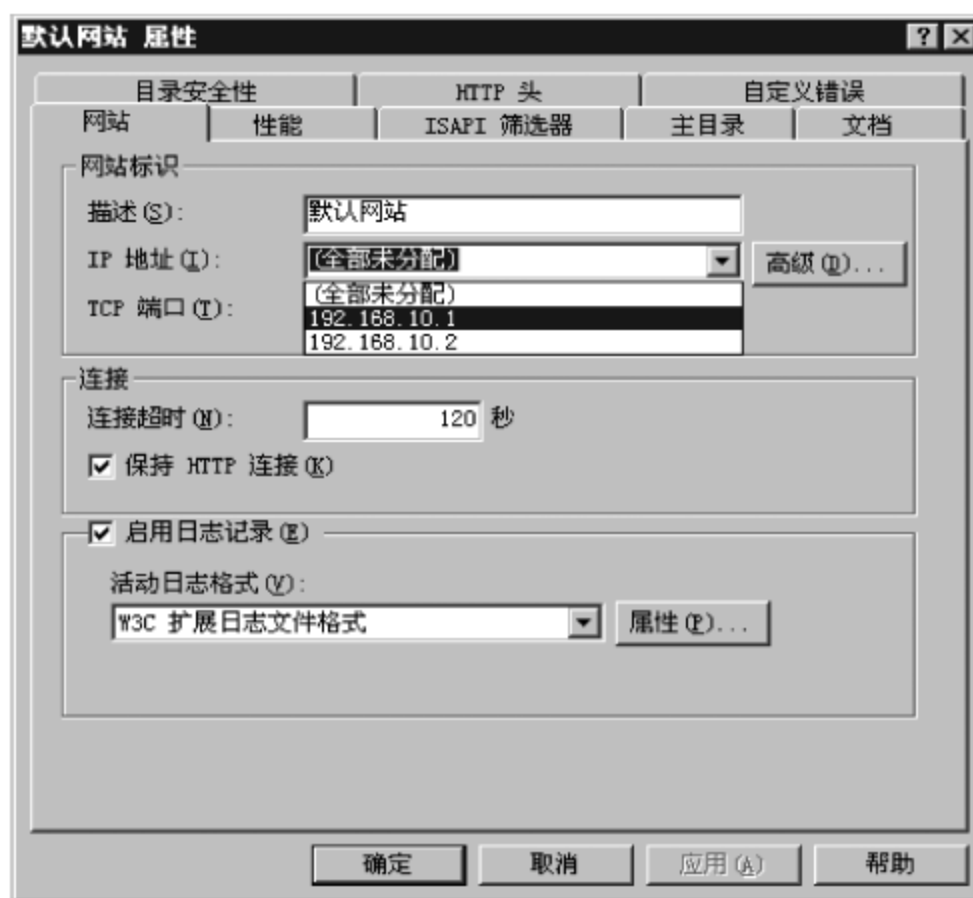 默认网站 属性
目录安全性 HTTP 头 自定义错误
网站 性能 ISAPI 筛选器 主目录 文档
网站标识
描述(S): 默认网站
IP 地址(I): (全部未分配) 高级(D)...
(全部未分配)
TCP 端口(T): 192.168.10.1
192.168.10.2
连接
连接超时(N): 120 秒
保持 HTTP 连接(K)
启用日志记录(E)
活动日志格式(V):
W3C 扩展日志文件格式 属性(P)...
确定 取消 应用(A) 帮助